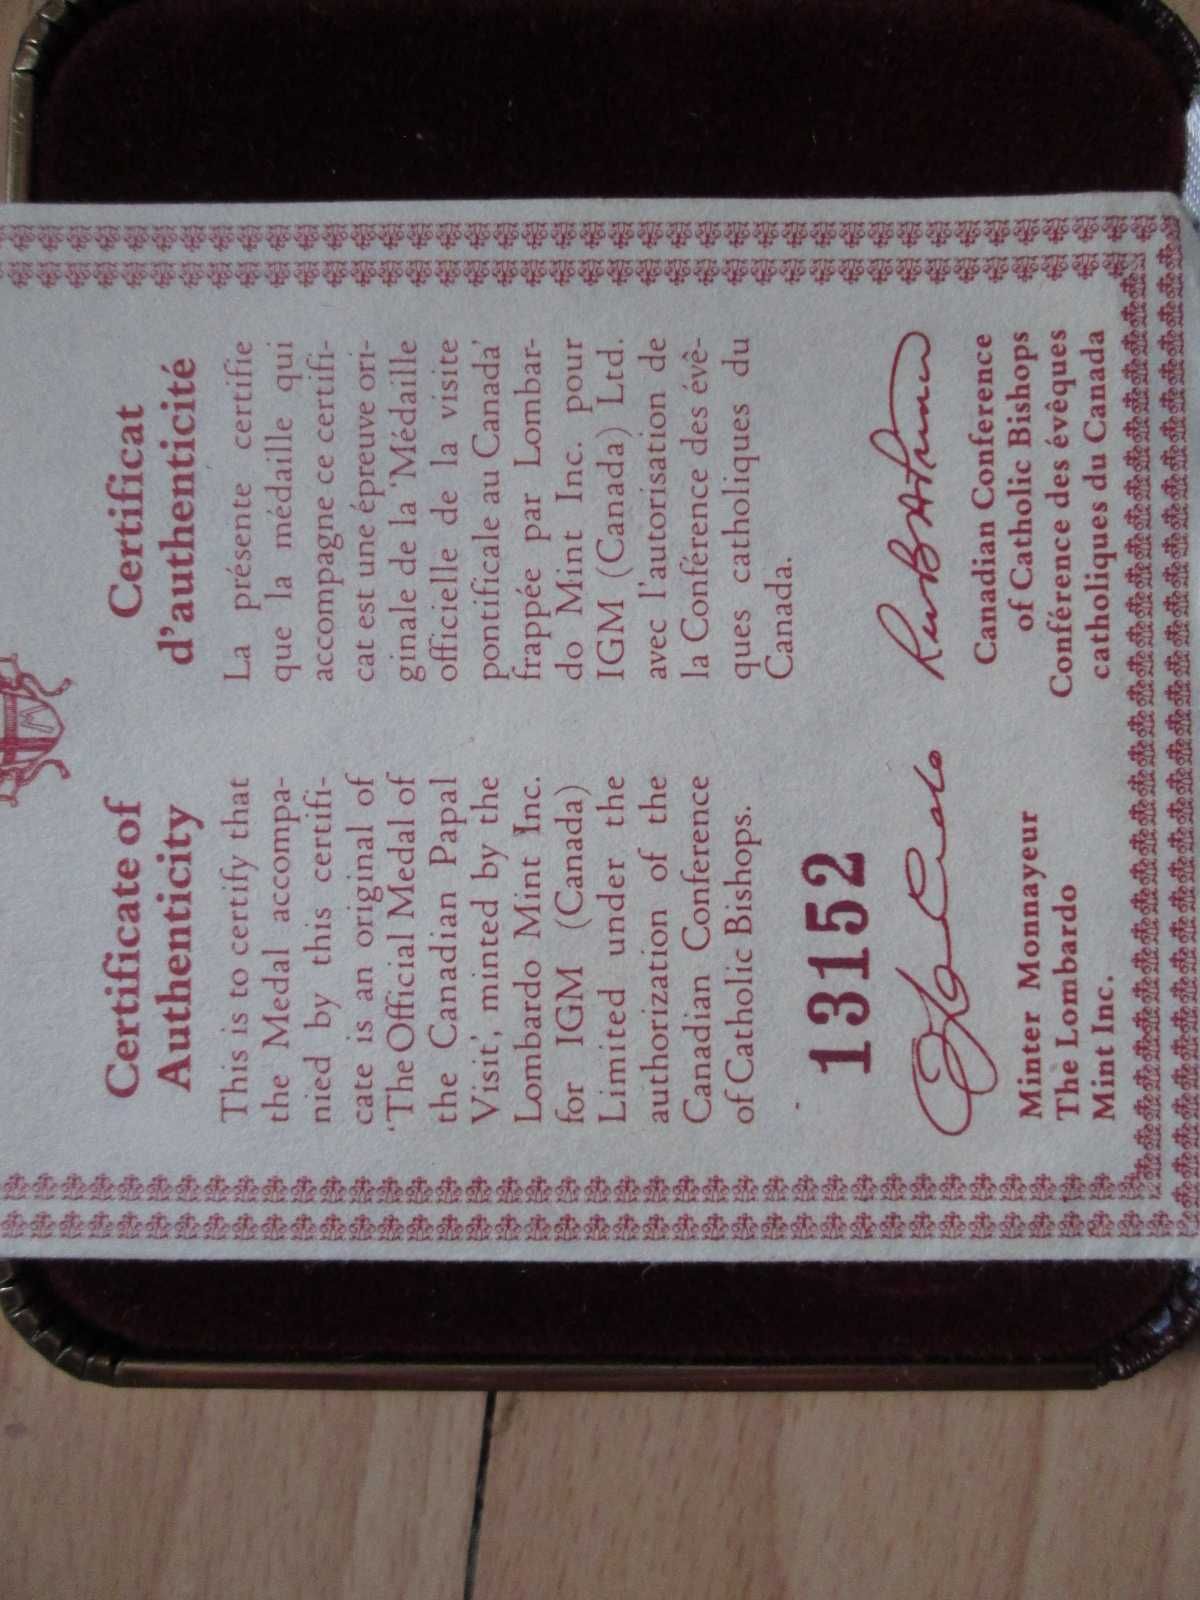 Certificate of
Authenticity
This is to certify that
the Medal accompa-
nied by this certifi-
cate is an original of
‘The Official Medal of
the Canadian Papal
Visit’, minted by the
Lombardo Mint Inc.
for IGM (Canada)
Limited under the
authorization of the
Canadian Conference
of Catholic Bishops.
13152
Minter Monnayeur
The Lombardo
Mint Inc.
Certificat
d’authenticité
La présente certifie
que la médaille qui
accompagne ce certifi-
cat est une épreuve ori-
ginale de la ‘Médaille
officielle de la visite
pontificale au Canada’
frappée par Lombar-
do Mint Inc. pour
IGM (Canada) Ltd.
avec l’autorisation de
la Conférence des évê-
ques catholiques du
Canada.
Canadian Conference
of Catholic Bishops
Conférence des évêques
catholiques du Canada